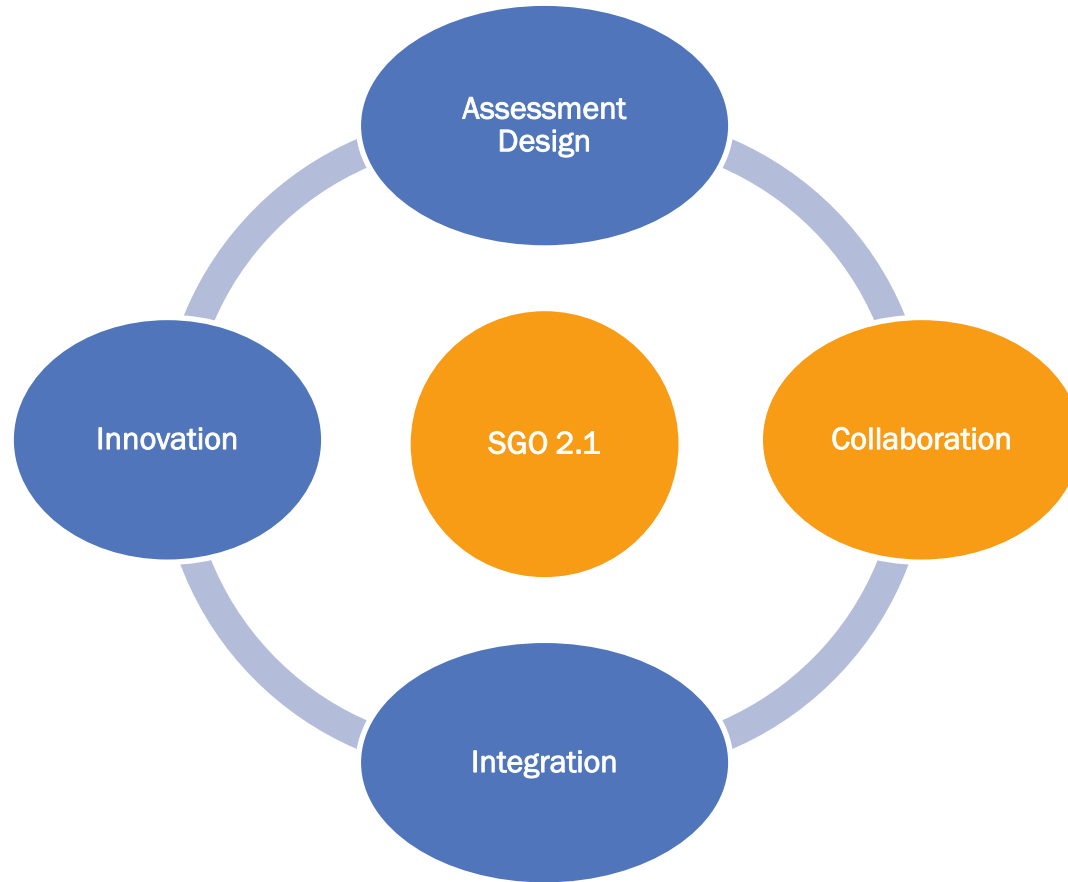 Assessment
Design
Innovation
SGO 2.1
Collaboration
Integration